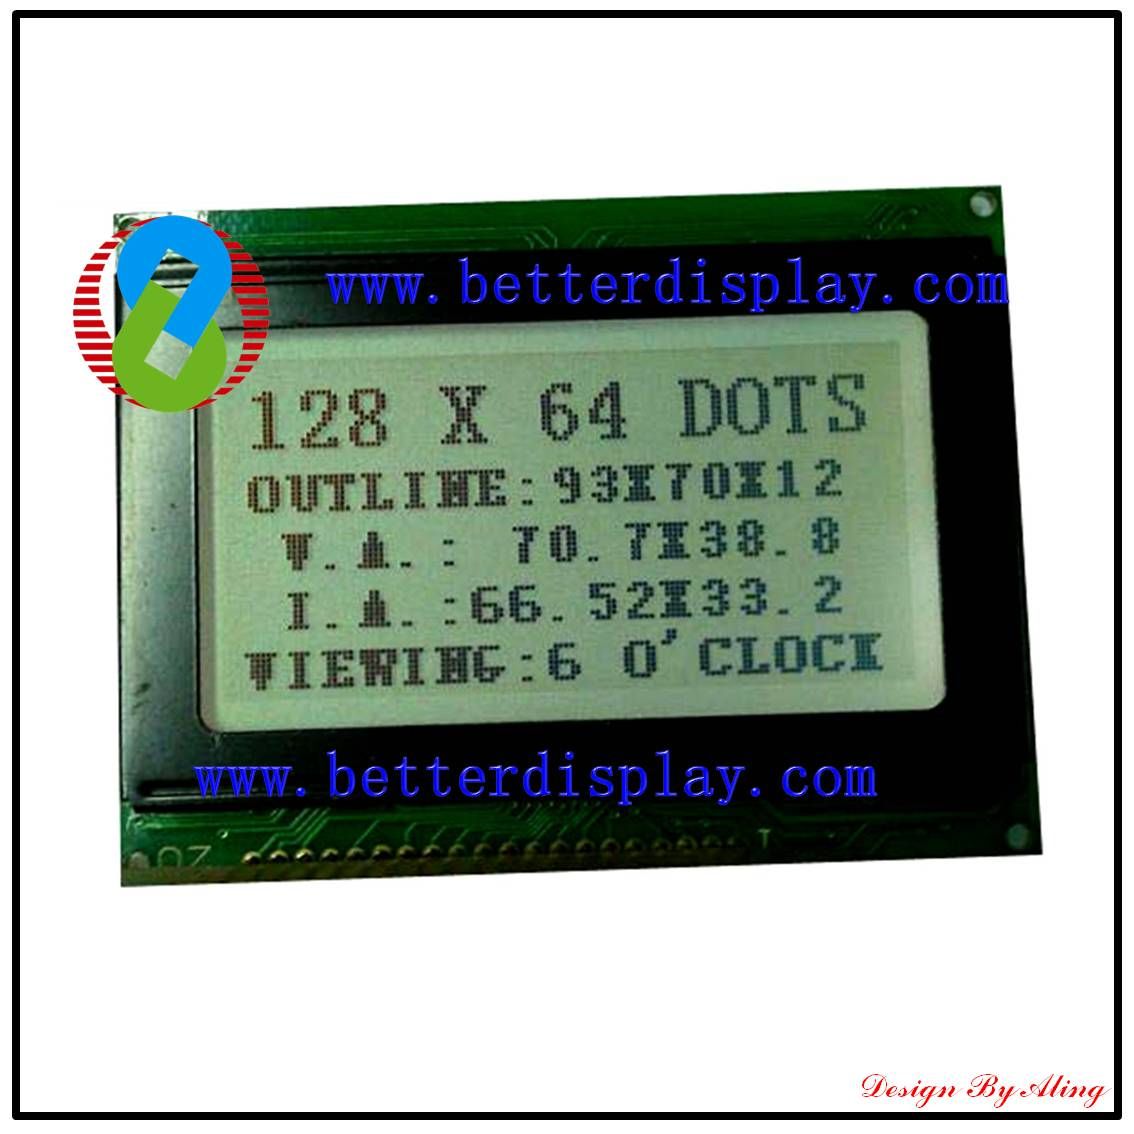 www.betterdisplay.com
128 X 64 DOTS
OUTLINE:93X70X12
V.A.: 70.7X38.8
I.A.:66.52X33.2
VIEWING:6 O'CLOCK
www.betterdisplay.com
Design By Aling